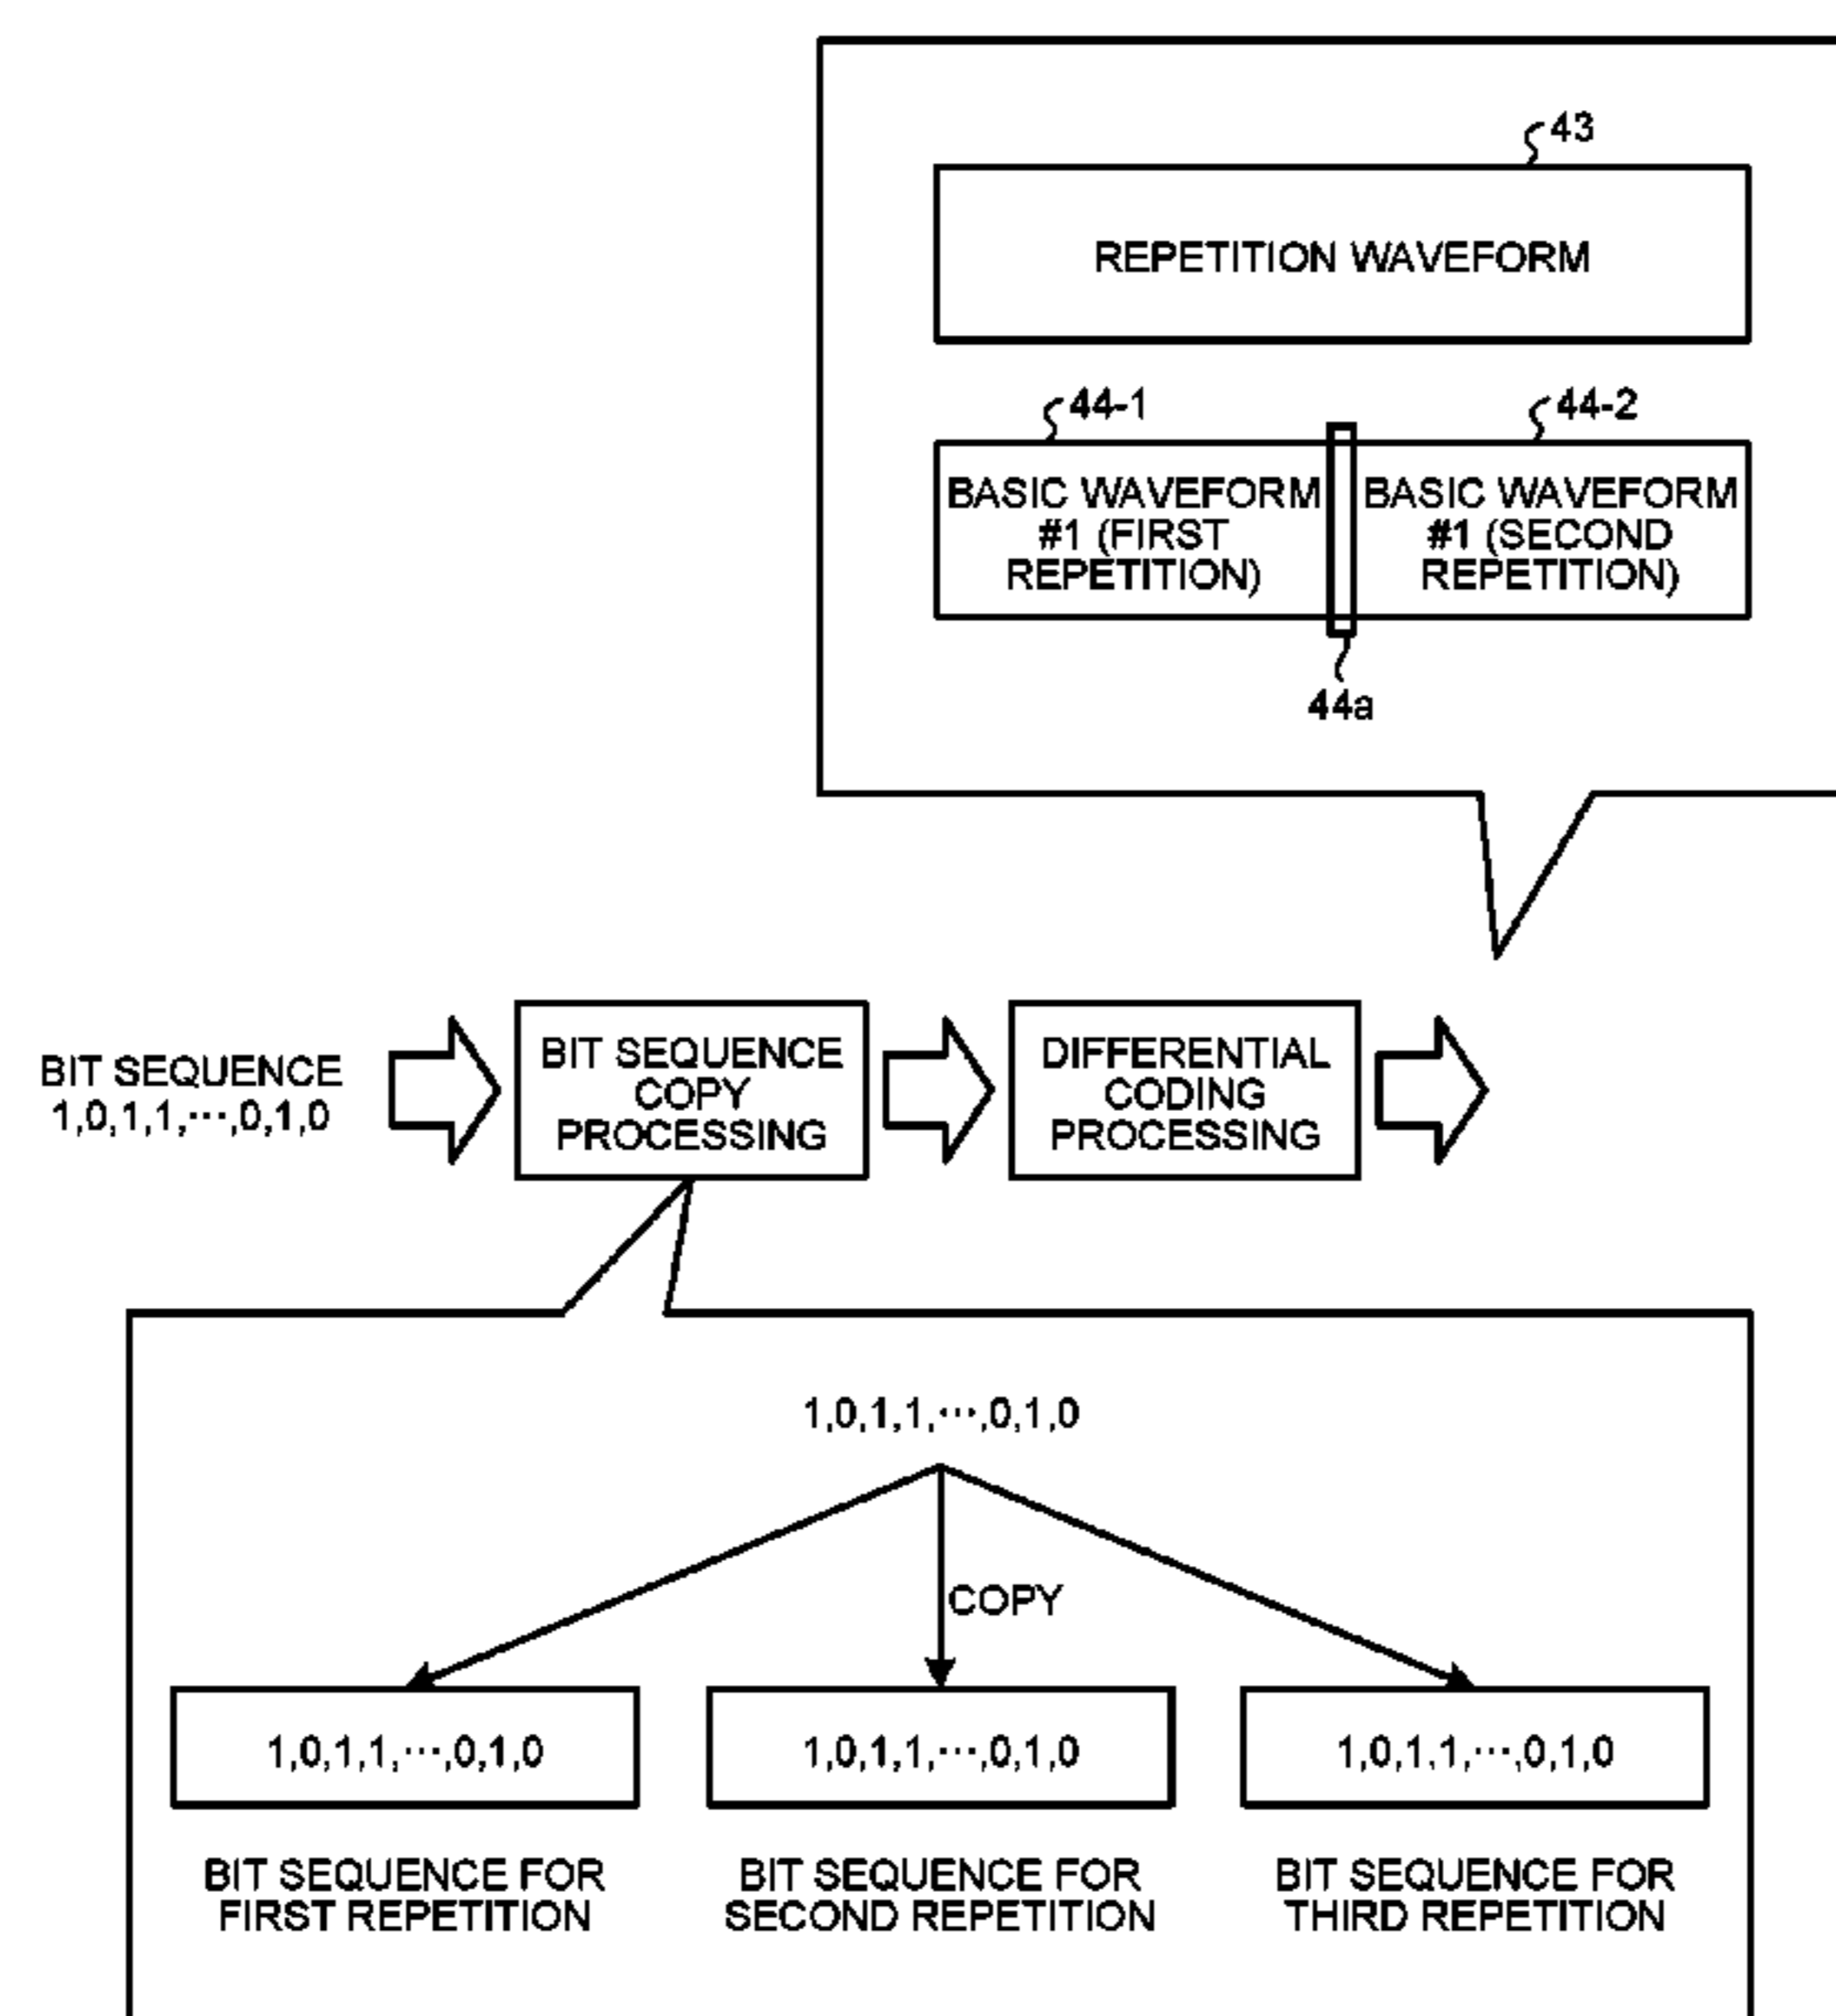 43
REPETITION WAVEFORM
44-1
44-2
BASIC WAVEFORM
#1 (FIRST
REPETITION)
BASIC WAVEFORM
#1 (SECOND
REPETITION)
44a
BIT SEQUENCE
1,0,1,1,···,0,1,0
BIT SEQUENCE
COPY
PROCESSING
DIFFERENTIAL
CODING
PROCESSING
1,0,1,1,···,0,1,0
COPY
1,0,1,1,···,0,1,0
1,0,1,1,···,0,1,0
1,0,1,1,···,0,1,0
BIT SEQUENCE FOR
FIRST REPETITION
BIT SEQUENCE FOR
SECOND REPETITION
BIT SEQUENCE FOR
THIRD REPETITION